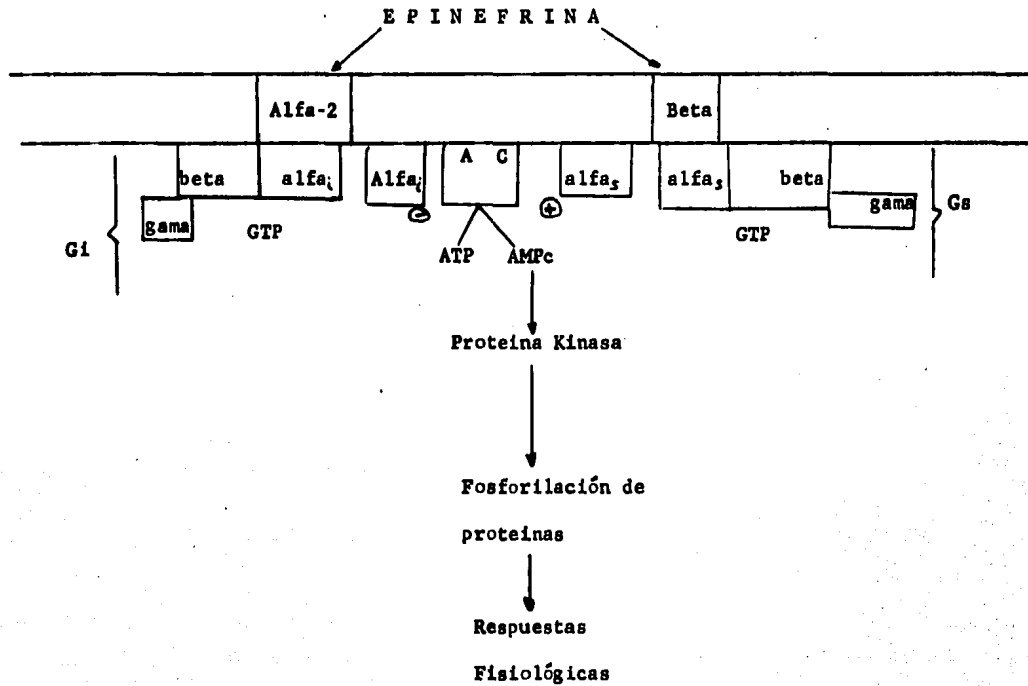 E P I N E F R I N A
Alfa-2 Beta
beta alfai Alfai A C alfas alfas beta
gama gama
Gi GTP - + GTP Gs
ATP AMPc
Proteina Kinasa
Fosforilación de
proteinas
Respuestas
Fisiológicas